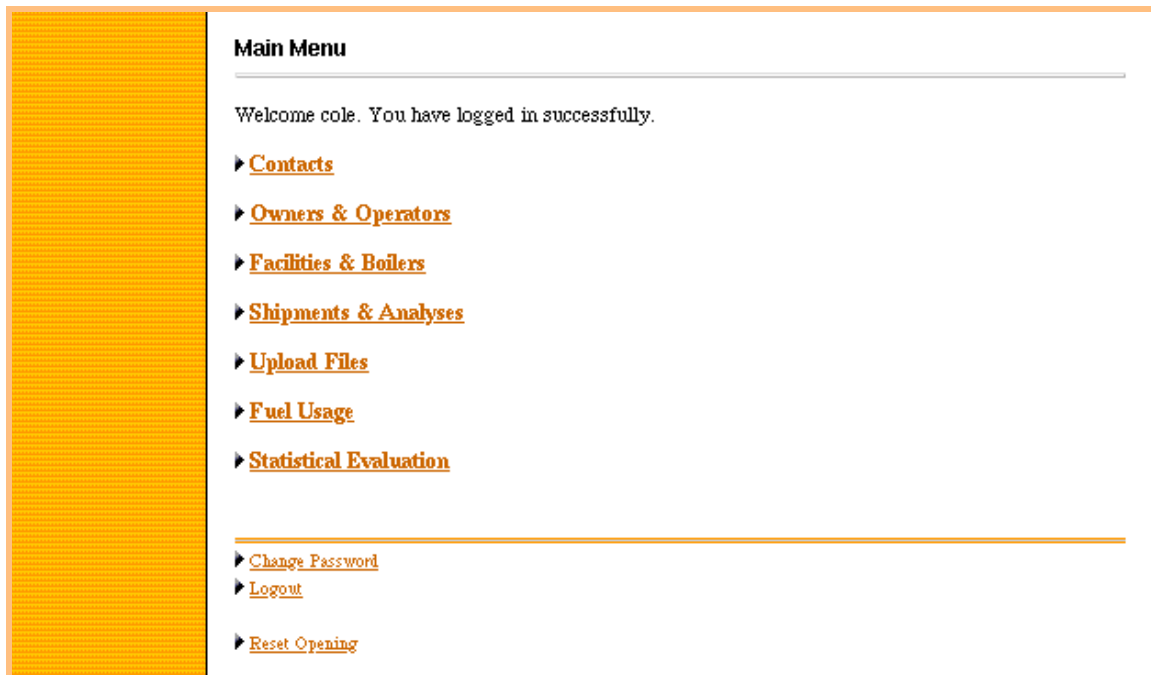 Main Menu
Welcome cole. You have logged in successfully.
Contacts
Owners & Operators
Facilities & Boilers
Shipments & Analyses
Upload Files
Fuel Usage
Statistical Evaluation
Change Password
Logout
Reset Opening